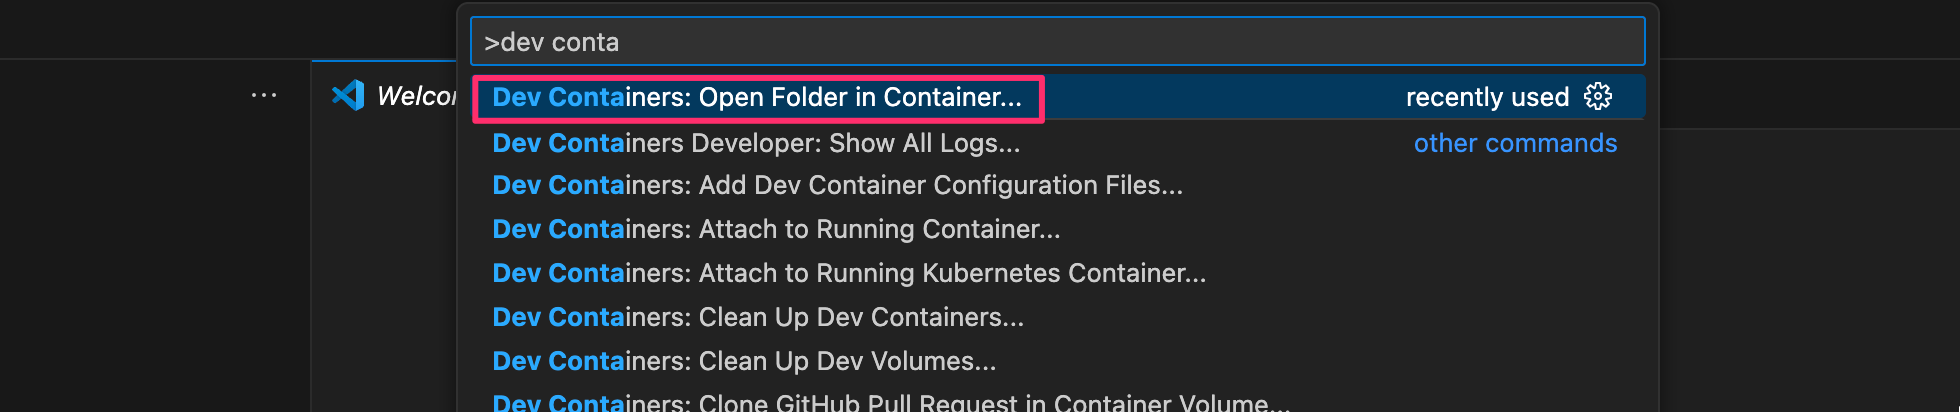 >dev conta
Welco
Dev Containers: Open Folder in Container... recently used
Dev Containers Developer: Show All Logs... other commands
Dev Containers: Add Dev Container Configuration Files...
Dev Containers: Attach to Running Container...
Dev Containers: Attach to Running Kubernetes Container...
Dev Containers: Clean Up Dev Containers...
Dev Containers: Clean Up Dev Volumes...
Dev Containers: Clone GitHub Pull Request in Container Volume...